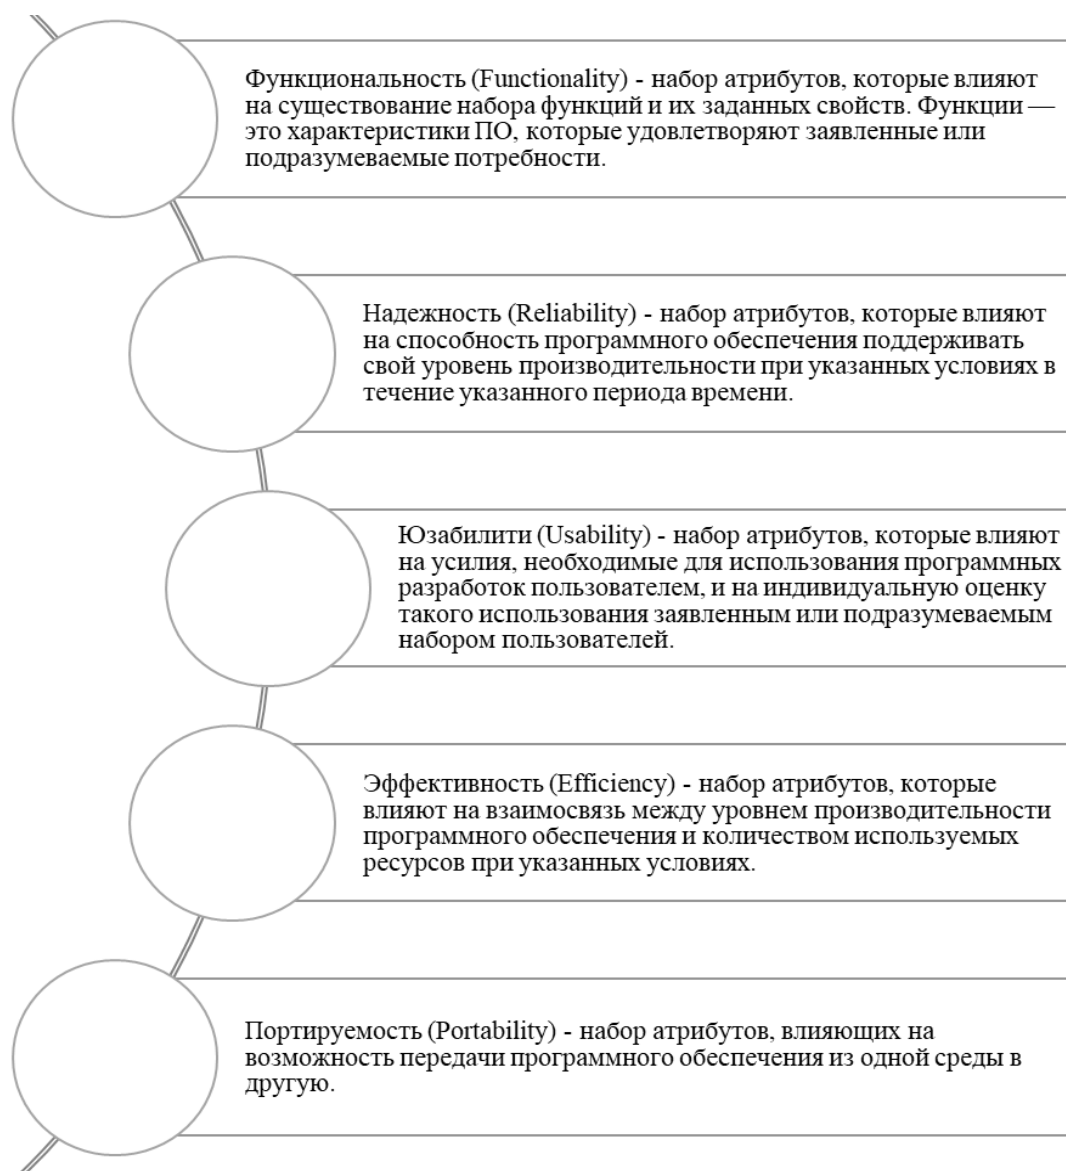 Функциональность (Functionality) - набор атрибутов, которые влияют
на существование набора функций и их заданных свойств. Функции —
это характеристики ПО, которые удовлетворяют заявленные или
подразумеваемые потребности.
Надежность (Reliability) - набор атрибутов, которые влияют
на способность программного обеспечения поддерживать
свой уровень производительности при указанных условиях в
течение указанного периода времени.
Юзабилити (Usability) - набор атрибутов, которые влияют
на усилия, необходимые для использования программных
разработок пользователем, и на индивидуальную оценку
такого использования заявленным или подразумеваемым
набором пользователей.
Эффективность (Efficiency) - набор атрибутов, которые
влияют на взаимосвязь между уровнем производительности
программного обеспечения и количеством используемых
ресурсов при указанных условиях.
Портируемость (Portability) - набор атрибутов, влияющих на
возможность передачи программного обеспечения из одной среды в
другую.